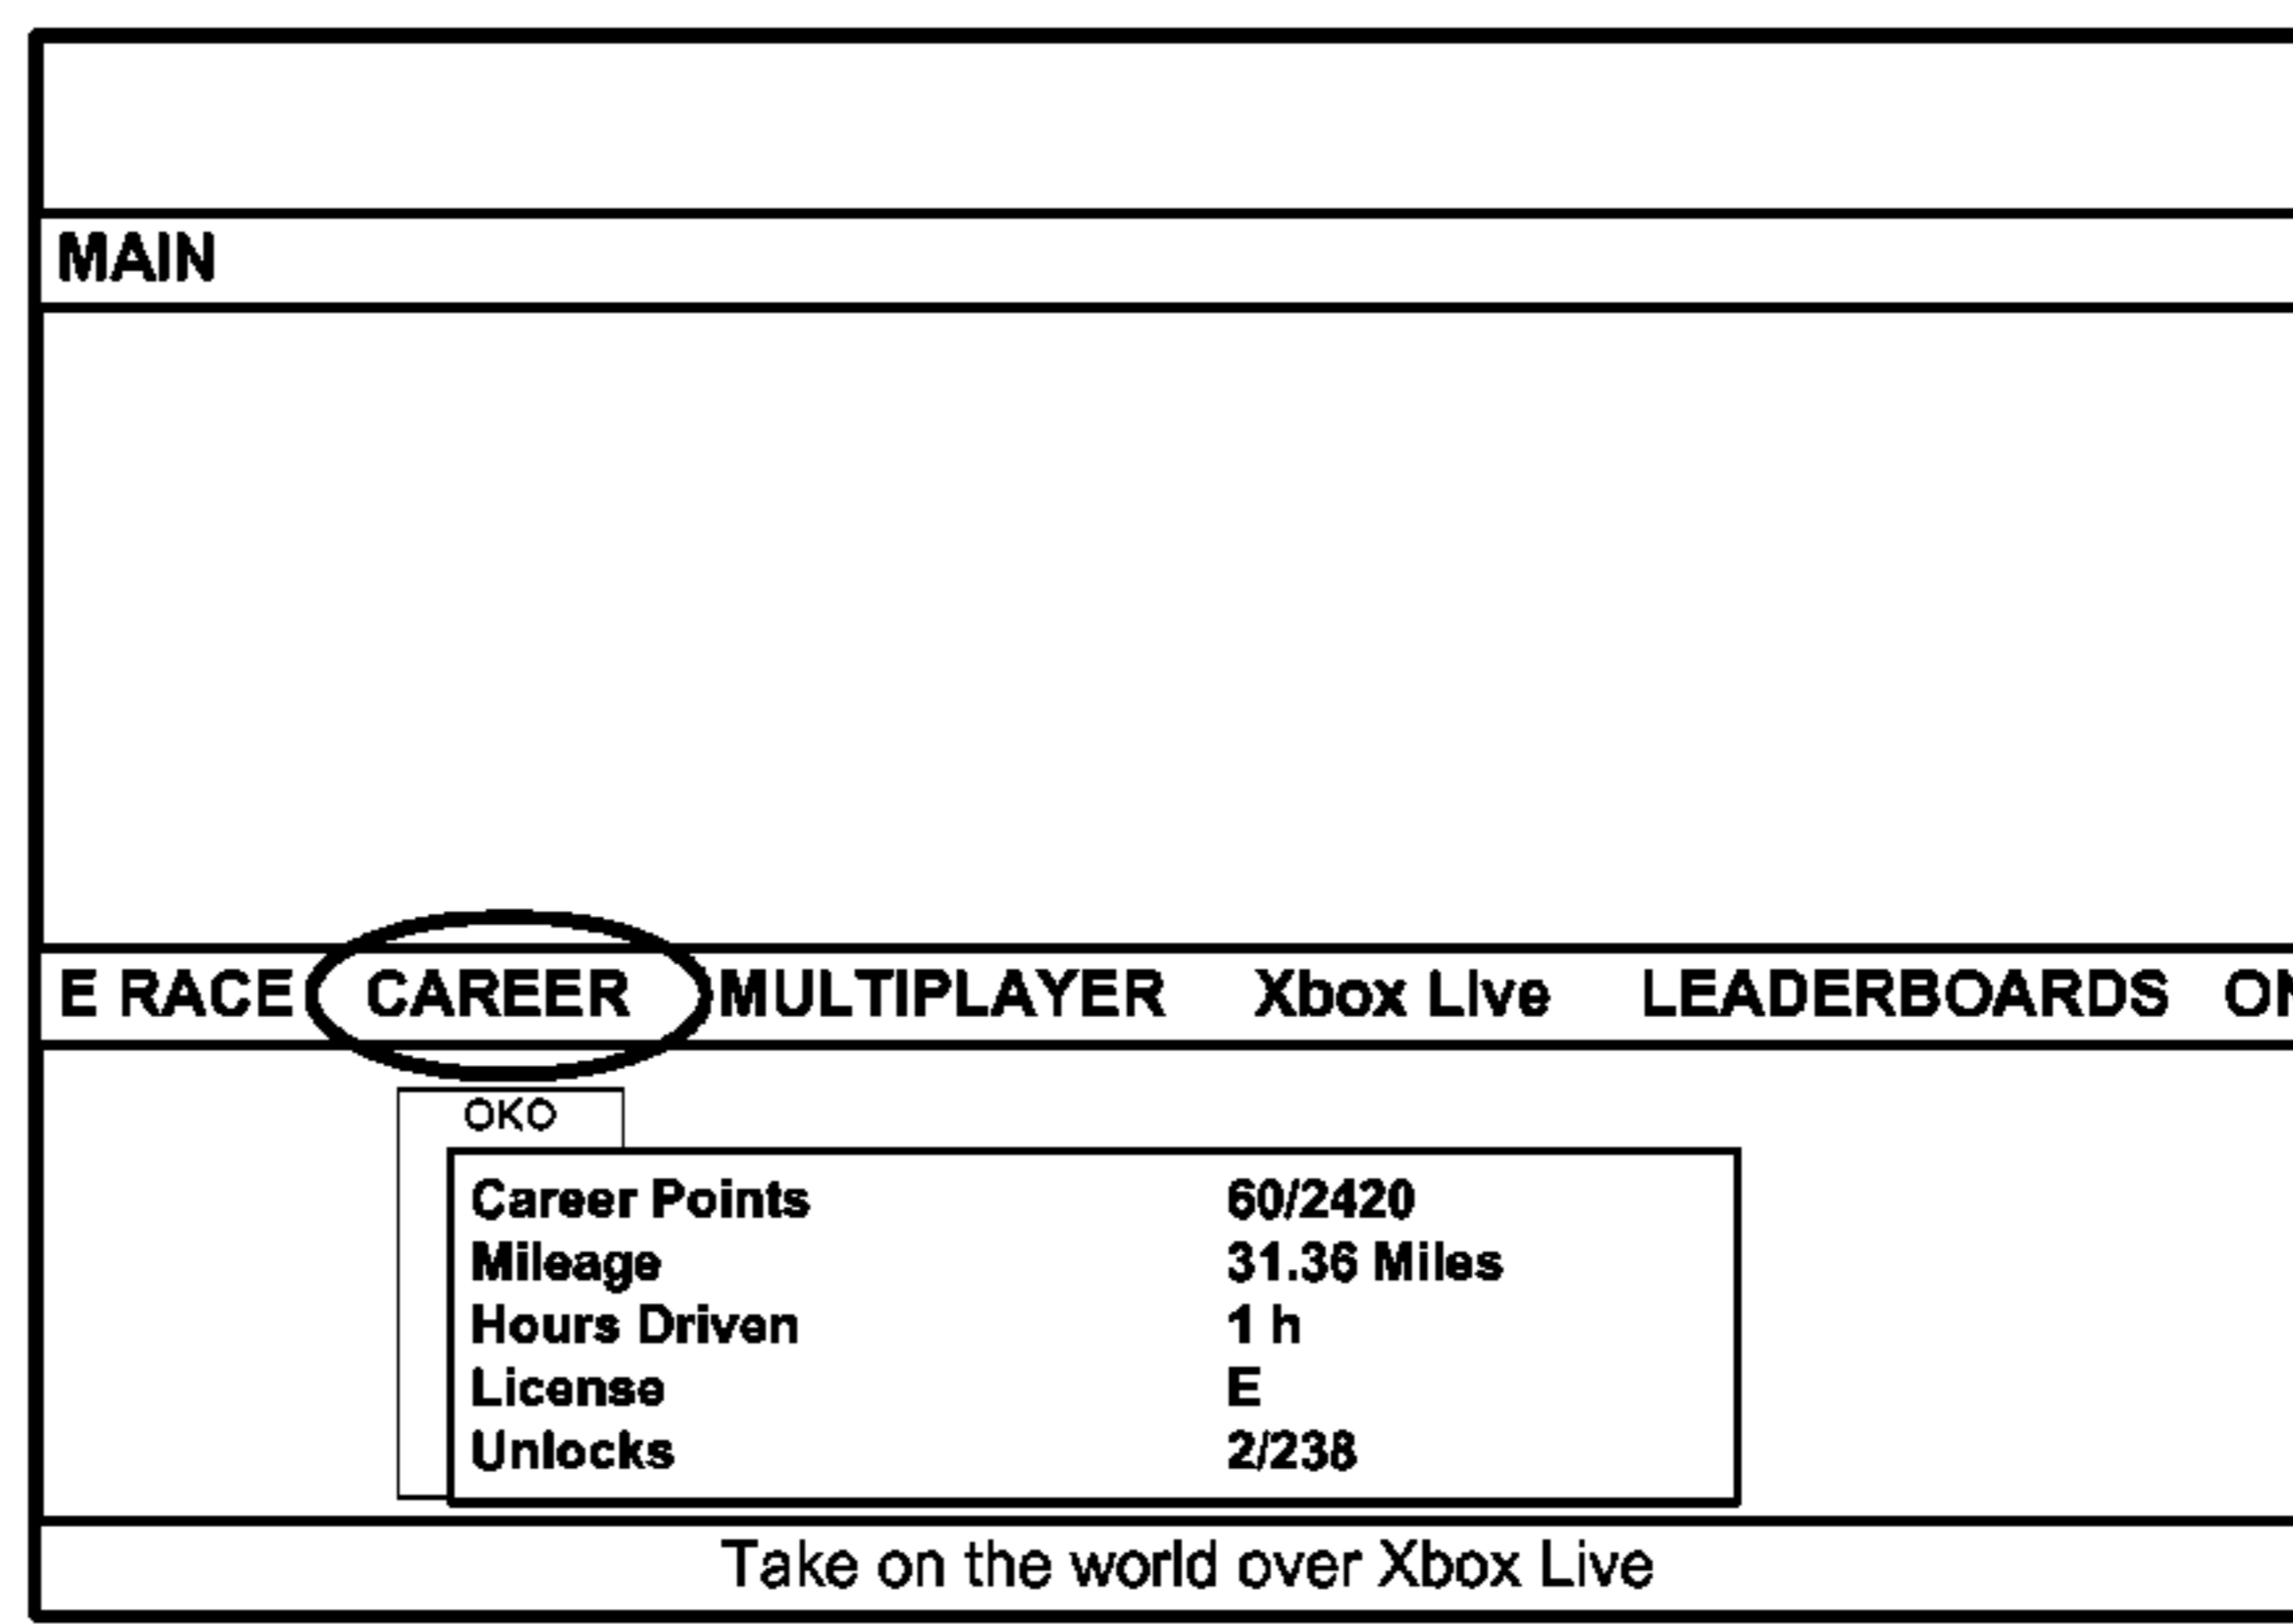 MAIN
E RACE CAREER MULTIPLAYER Xbox Live LEADERBOARDS ON
OKO
Career Points 60/2420
Mileage 31.36 Miles
Hours Driven 1 h
License E
Unlocks 2/238
Take on the world over Xbox Live